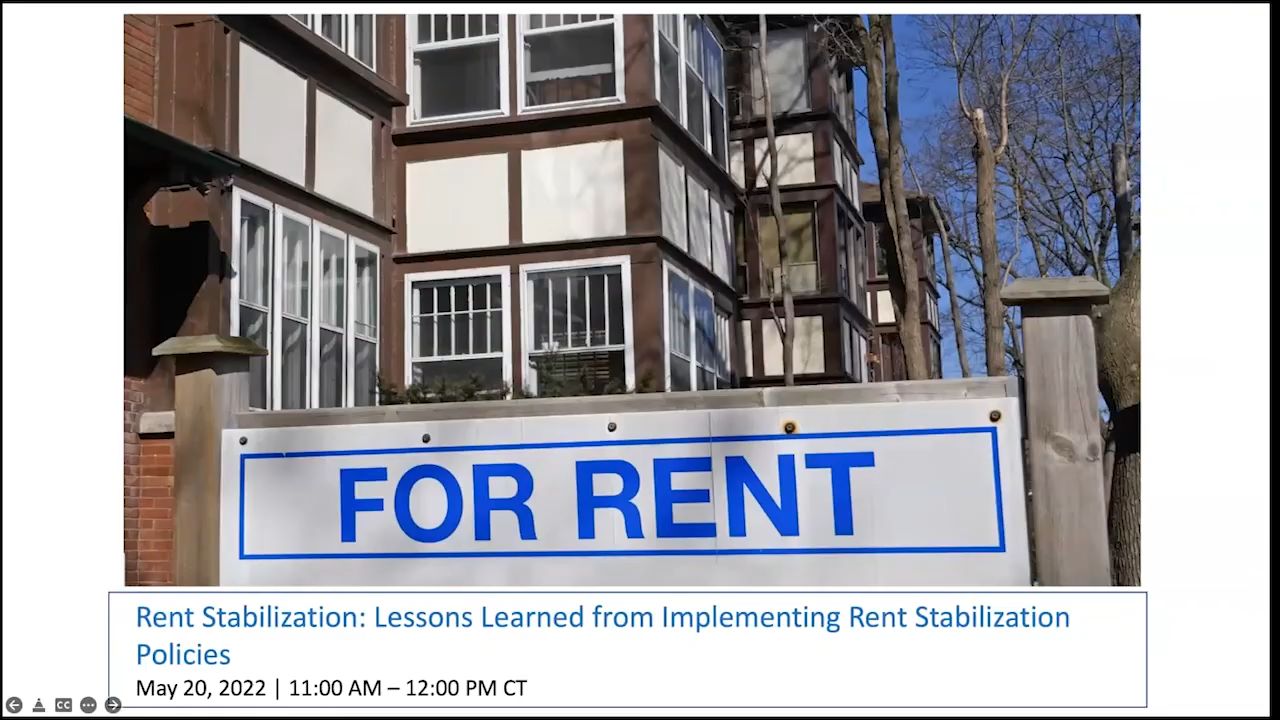 FOR RENT
Rent Stabilization: Lessons Learned from Implementing Rent Stabilization
Policies
May 20, 2022 | 11:00 AM – 12:00 PM CT
CC